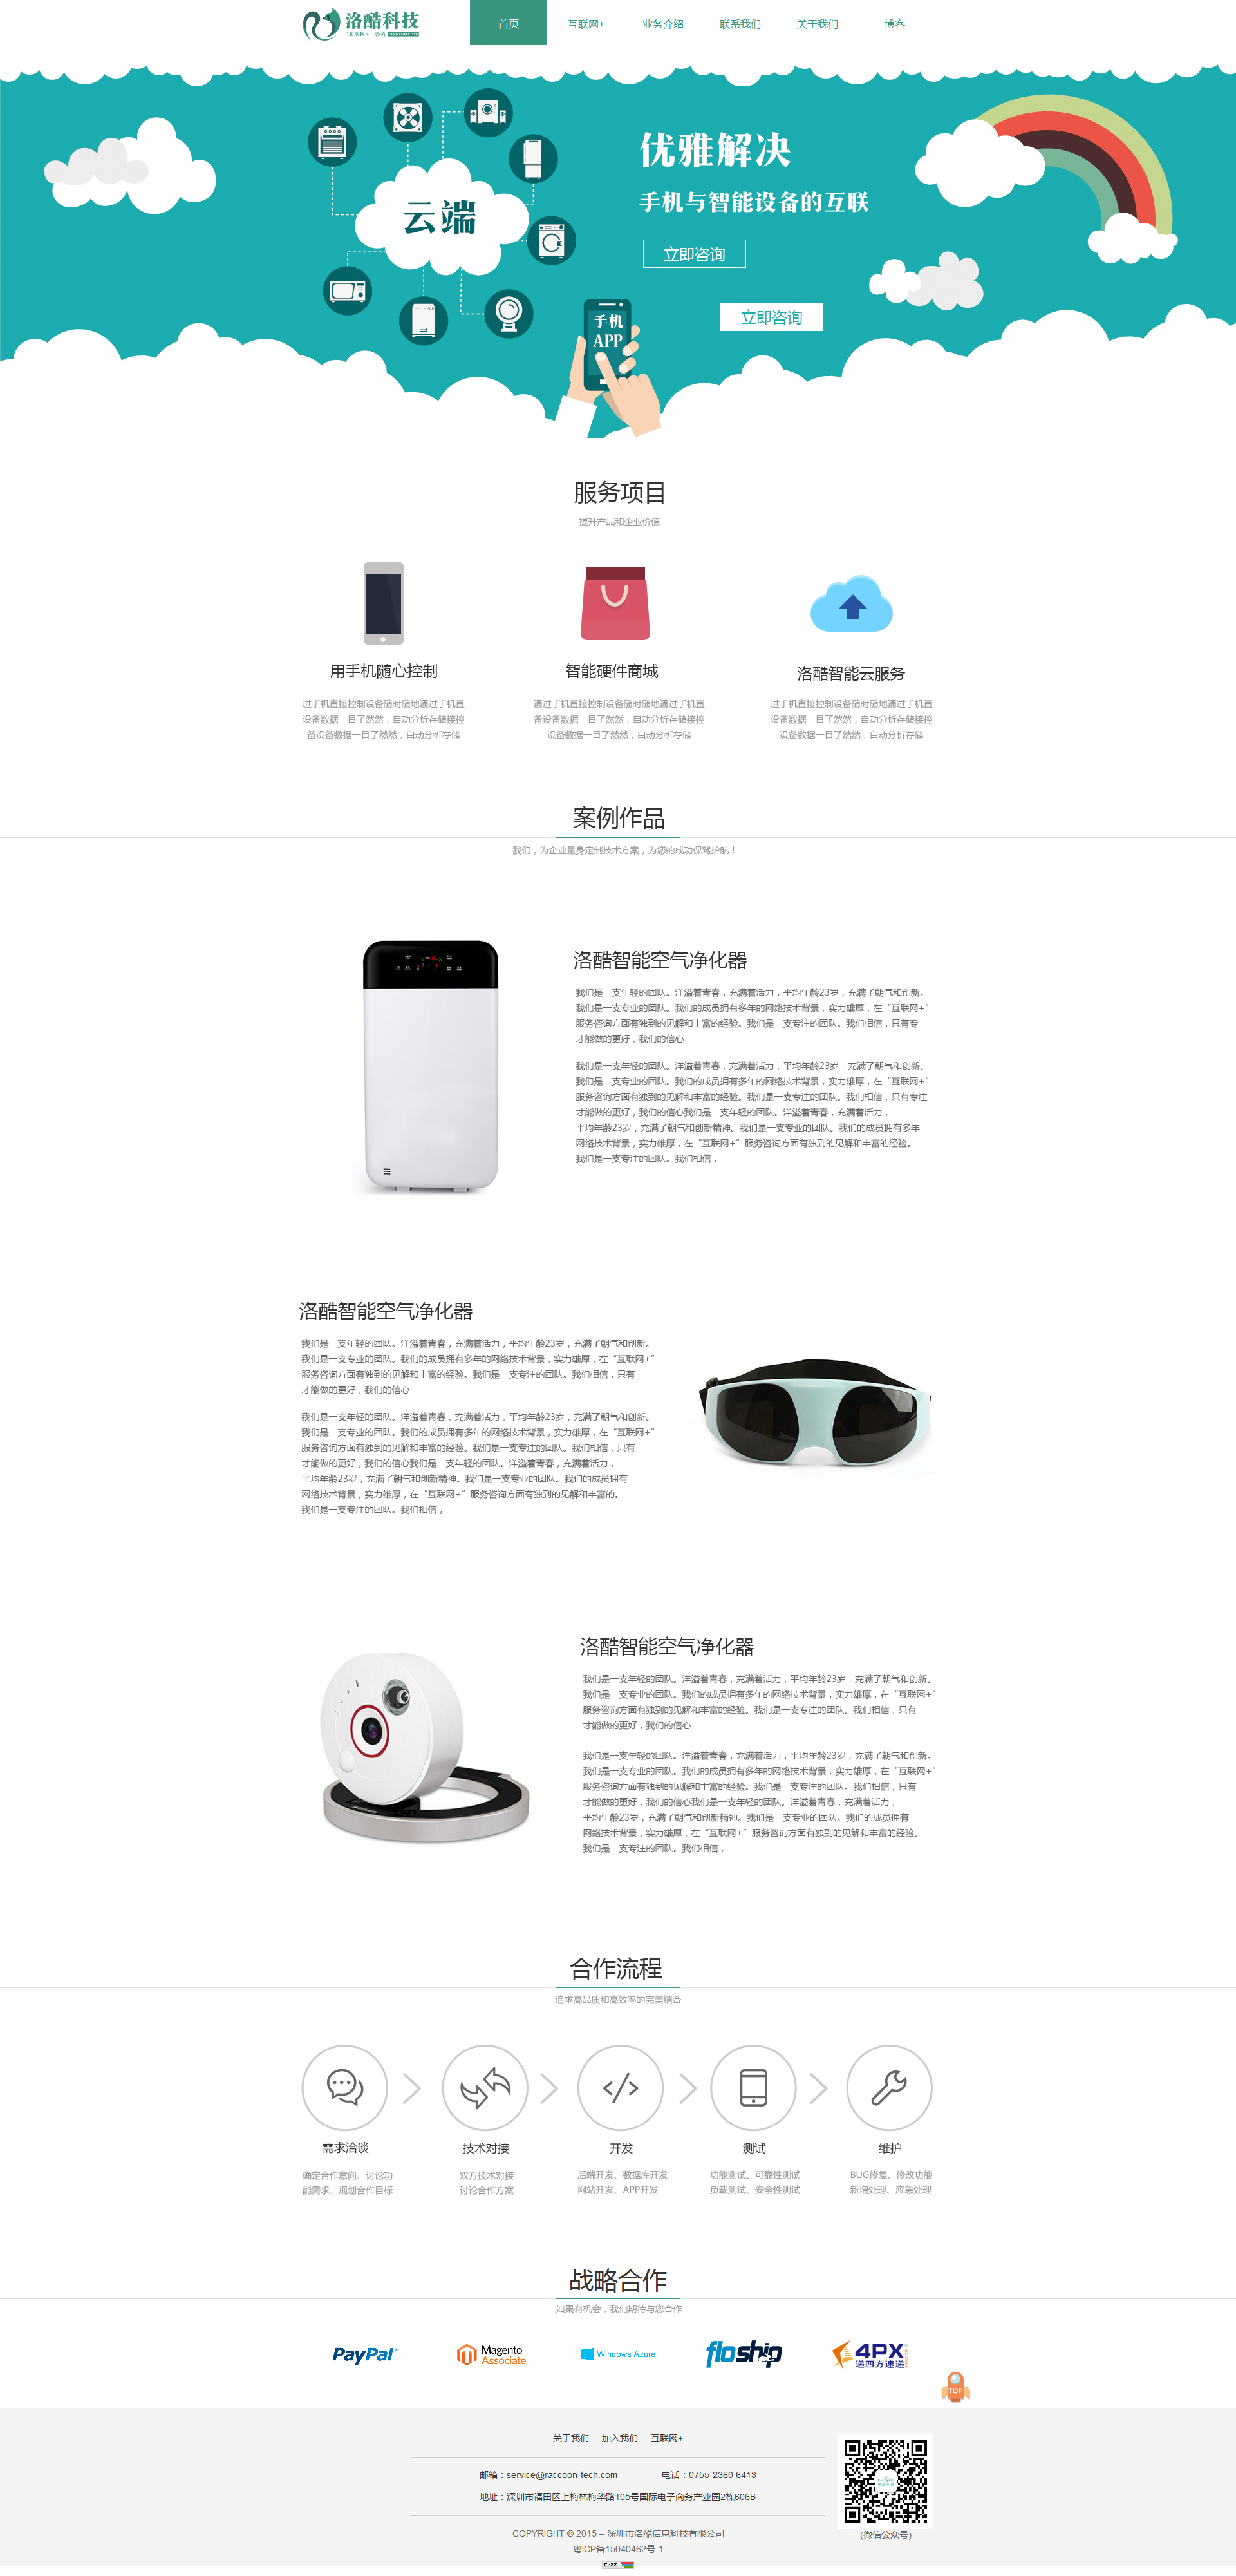 洛酷科技
"互联网+"咨询
首页
互联网+
业务介绍
联系我们
关于我们
博客
云端
优雅解决
手机与智能设备的互联
立即咨询
立即咨询
手机
APP
服务项目
提升产品和企业价值
用手机随心控制
过手机直接控制设备随时随地通过手机直
设备数据一目了然然，自动分析存储接控
备设备数据一目了然然，自动分析存储
智能硬件商城
通过手机直接控制设备随时随地通过手机直
备设备数据一目了然然，自动分析存储接控
设备数据一目了然然，自动分析存储
洛酷智能云服务
过手机直接控制设备随时随地通过手机直
设备数据一目了然然，自动分析存储接控
设备数据一目了然然，自动分析存储
案例作品
我们，为企业量身定制技术方案，为您的成功保驾护航！
洛酷智能空气净化器
我们是一支年轻的团队。洋溢着青春，充满着活力，平均年龄23岁，充满了朝气和创新。
我们是一支专业的团队。我们的成员拥有多年的网络技术背景，实力雄厚，在“互联网+”
服务咨询方面有独到的见解和丰富的经验。我们是一支专注的团队。我们相信，只有专
才能做的更好，我们的信心
我们是一支年轻的团队。洋溢着青春，充满着活力，平均年龄23岁，充满了朝气和创新。
我们是一支专业的团队。我们的成员拥有多年的网络技术背景，实力雄厚，在“互联网+”
服务咨询方面有独到的见解和丰富的经验。我们是一支专注的团队。我们相信，只有专注
才能做的更好，我们的信心我们是一支年轻的团队。洋溢着青春，充满着活力，
平均年龄23岁，充满了朝气和创新精神。我们是一支专业的团队。我们的成员拥有多年
网络技术背景，实力雄厚，在“互联网+”服务咨询方面有独到的见解和丰富的经验。
我们是一支专注的团队。我们相信，
洛酷智能空气净化器
我们是一支年轻的团队。洋溢着青春，充满着活力，平均年龄23岁，充满了朝气和创新。
我们是一支专业的团队。我们的成员拥有多年的网络技术背景，实力雄厚，在“互联网+”
服务咨询方面有独到的见解和丰富的经验。我们是一支专注的团队。我们相信，只有
才能做的更好，我们的信心
我们是一支年轻的团队。洋溢着青春，充满着活力，平均年龄23岁，充满了朝气和创新。
我们是一支专业的团队。我们的成员拥有多年的网络技术背景，实力雄厚，在“互联网+”
服务咨询方面有独到的见解和丰富的经验。我们是一支专注的团队。我们相信，只有
才能做的更好，我们的信心我们是一支年轻的团队。洋溢着青春，充满着活力，
平均年龄23岁，充满了朝气和创新精神。我们是一支专业的团队。我们的成员拥有
网络技术背景，实力雄厚，在“互联网+”服务咨询方面有独到的见解和丰富的。
我们是一支专注的团队。我们相信，
洛酷智能空气净化器
我们是一支年轻的团队。洋溢着青春，充满着活力，平均年龄23岁，充满了朝气和创新。
我们是一支专业的团队。我们的成员拥有多年的网络技术背景，实力雄厚，在“互联网+”
服务咨询方面有独到的见解和丰富的经验。我们是一支专注的团队。我们相信，只有
才能做的更好，我们的信心
我们是一支年轻的团队。洋溢着青春，充满着活力，平均年龄23岁，充满了朝气和创新。
我们是一支专业的团队。我们的成员拥有多年的网络技术背景，实力雄厚，在“互联网+”
服务咨询方面有独到的见解和丰富的经验。我们是一支专注的团队。我们相信，只有
才能做的更好，我们的信心我们是一支年轻的团队。洋溢着青春，充满着活力，
平均年龄23岁，充满了朝气和创新精神。我们是一支专业的团队。我们的成员拥有
网络技术背景，实力雄厚，在“互联网+”服务咨询方面有独到的见解和丰富的经验。
我们是一支专注的团队。我们相信，
合作流程
追求高品质和高效率的完美结合
需求洽谈
确定合作意向、讨论功
能需求、规划合作目标
技术对接
双方技术对接
讨论合作方案
开发
后端开发、数据库开发
网站开发、APP开发
测试
功能测试、可靠性测试
负载测试、安全性测试
维护
BUG修复、修改功能
新增处理、应急处理
战略合作
如果有机会，我们期待与您合作
PayPal
Magento
Associate
Windows Azure
floship
4PX
递四方速递
TOP
关于我们
加入我们
互联网+
邮箱：service@raccoon-tech.com
电话：0755-2360 6413
地址：深圳市福田区上梅林梅华路105号国际电子商务产业园2栋606B
(微信公众号)
COPYRIGHT © 2015 – 深圳市洛酷信息科技有限公司
粤ICP备15040462号-1
CNZZ